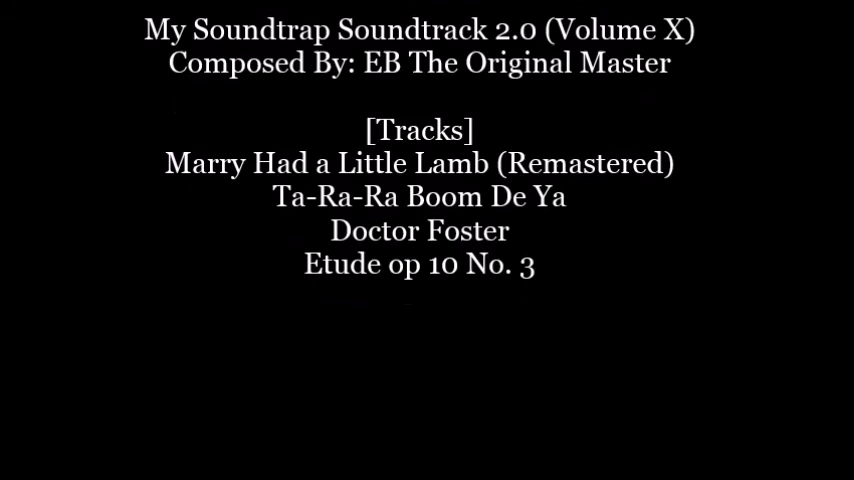 My Soundtrap Soundtrack 2.0 (Volume X)
Composed By: EB The Original Master
[Tracks]
Marry Had a Little Lamb (Remastered)
Ta-Ra-Ra Boom De Ya
Doctor Foster
Etude op 10 No. 3